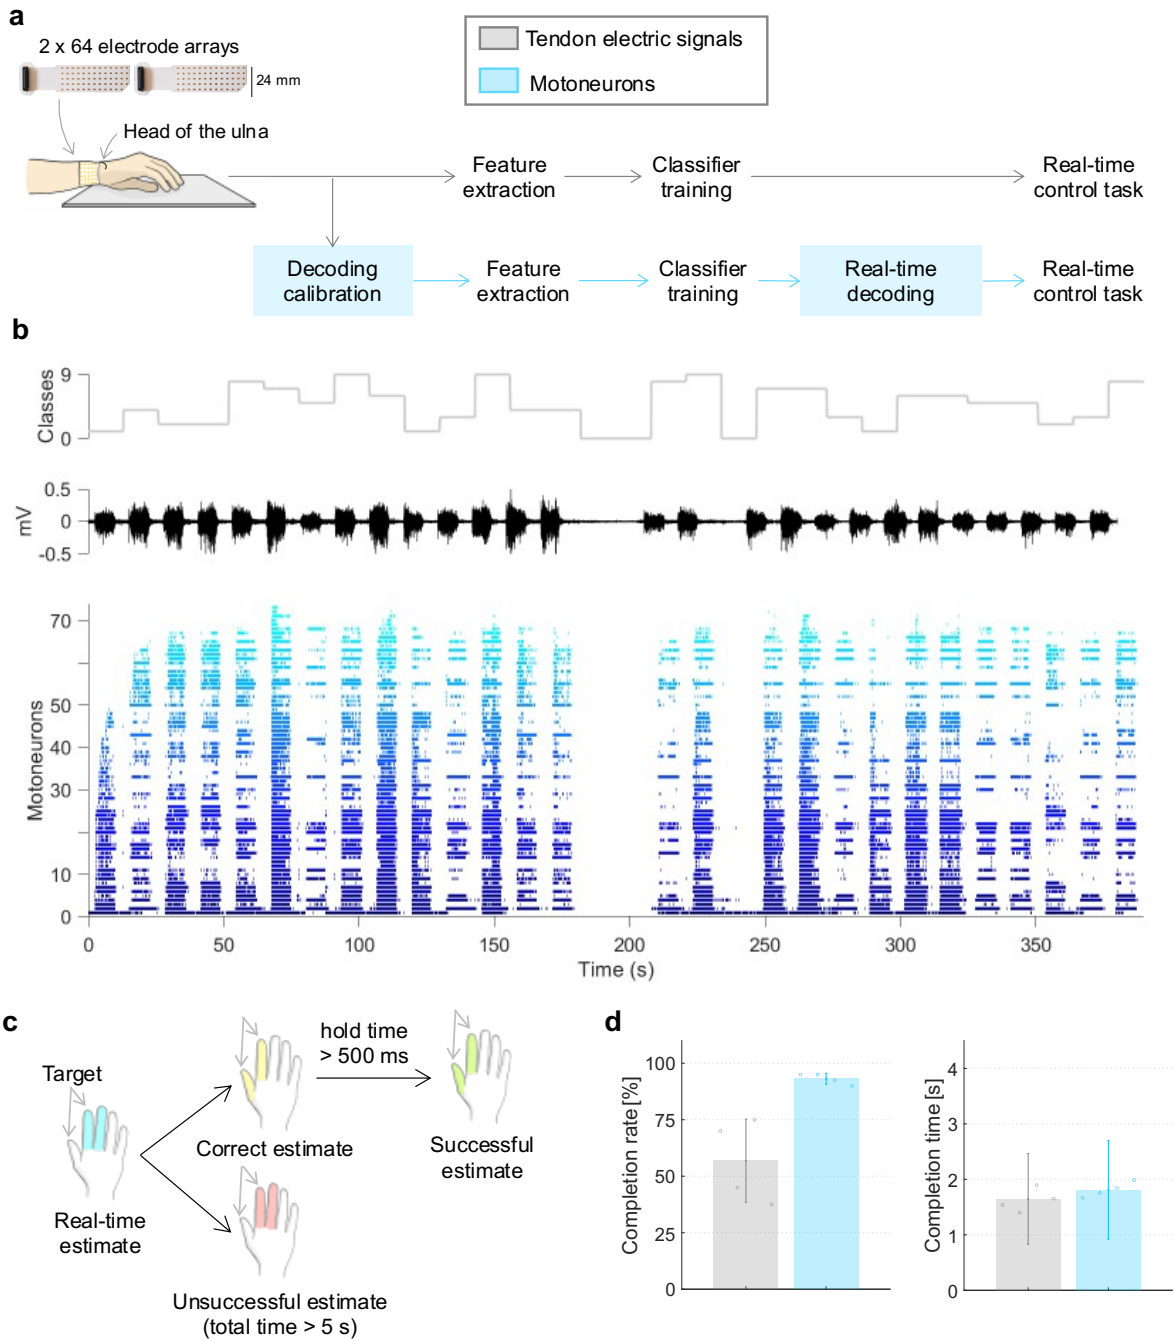 a
2 x 64 electrode arrays
24 mm
Head of the ulna
Tendon electric signals
Motoneurons
Feature
extraction
Classifier
training
Real-time
control task
Decoding
calibration
Feature
extraction
Classifier
training
Real-time
decoding
Real-time
control task
b
Classes
9
0
mV
0.5
0
-0.5
Motoneurons
70
50
40
30
10
0
0
50
100
150
200
250
300
350
Time (s)
c
Target
Real-time
estimate
Correct estimate
hold time
> 500 ms
Successful
estimate
Unsuccessful estimate
(total time > 5 s)
d
Completion rate[%]
100
75
50
25
0
Completion time[s]
4
3
2
1
0